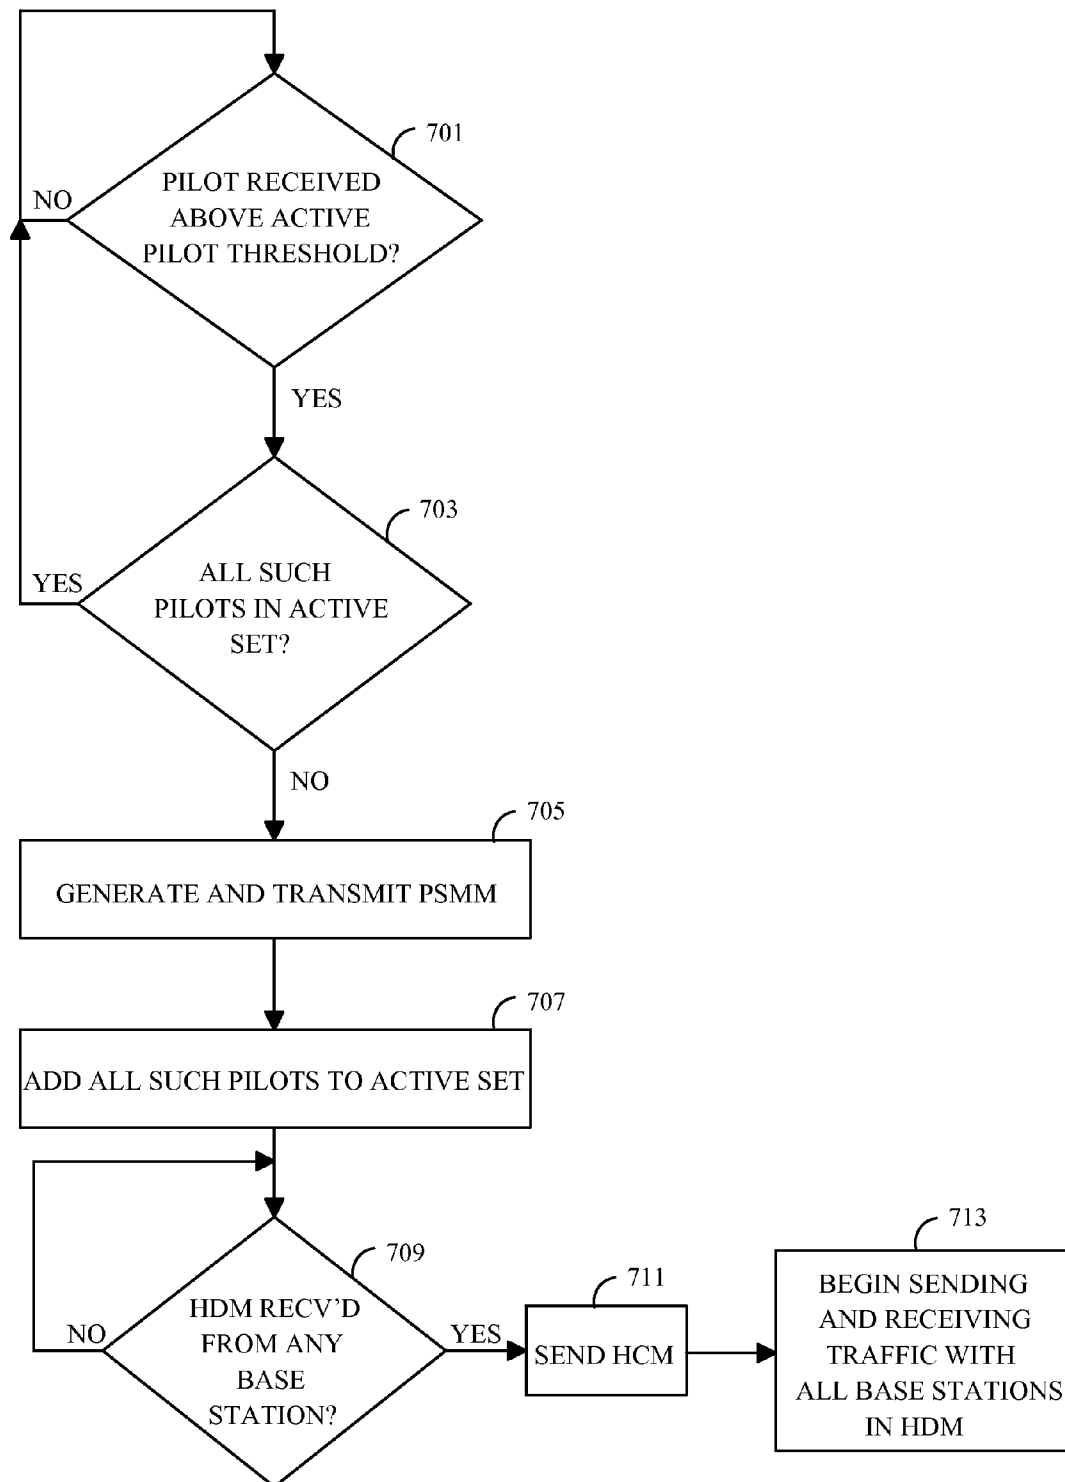 701
PILOT RECEIVED
ABOVE ACTIVE
PILOT THRESHOLD?
NO
YES
703
ALL SUCH
PILOTS IN ACTIVE
SET?
YES
NO
705
GENERATE AND TRANSMIT PSMM
707
ADD ALL SUCH PILOTS TO ACTIVE SET
709
HDM RECV'D
FROM ANY
BASE
STATION?
NO
YES
711
SEND HCM
713
BEGIN SENDING
AND RECEIVING
TRAFFIC WITH
ALL BASE STATIONS
IN HDM